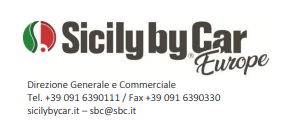 Sicily by Car®
Europe
Direzione Generale e Commerciale
Tel. +39 091 6390111 / Fax +39 091 6390330
sicilybycar.it – sbc@sbc.it